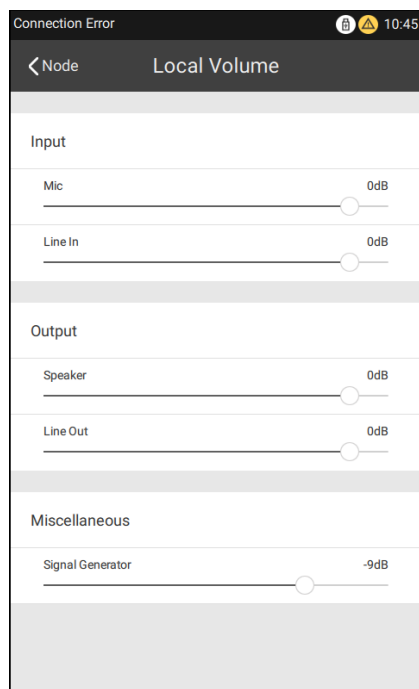 Connection Error 10:45
Node Local Volume
Input
Mic 0dB
Line In 0dB
Output
Speaker 0dB
Line Out 0dB
Miscellaneous
Signal Generator -9dB